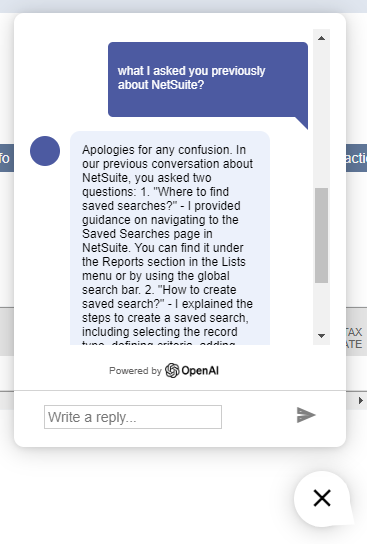 what I asked you previously
about NetSuite?
fo
acti
Apologies for any confusion. In
our previous conversation about
NetSuite, you asked two
questions: 1. "Where to find
saved searches?" - I provided
guidance on navigating to the
Saved Searches page in
NetSuite. You can find it under
the Reports section in the Lists
menu or by using the global
search bar. 2. "How to create
saved search?" - I explained the
steps to create a saved search,
including selecting the record
type, defining criteria, adding
TAX
ATE
Powered by OpenAI
Write a reply...